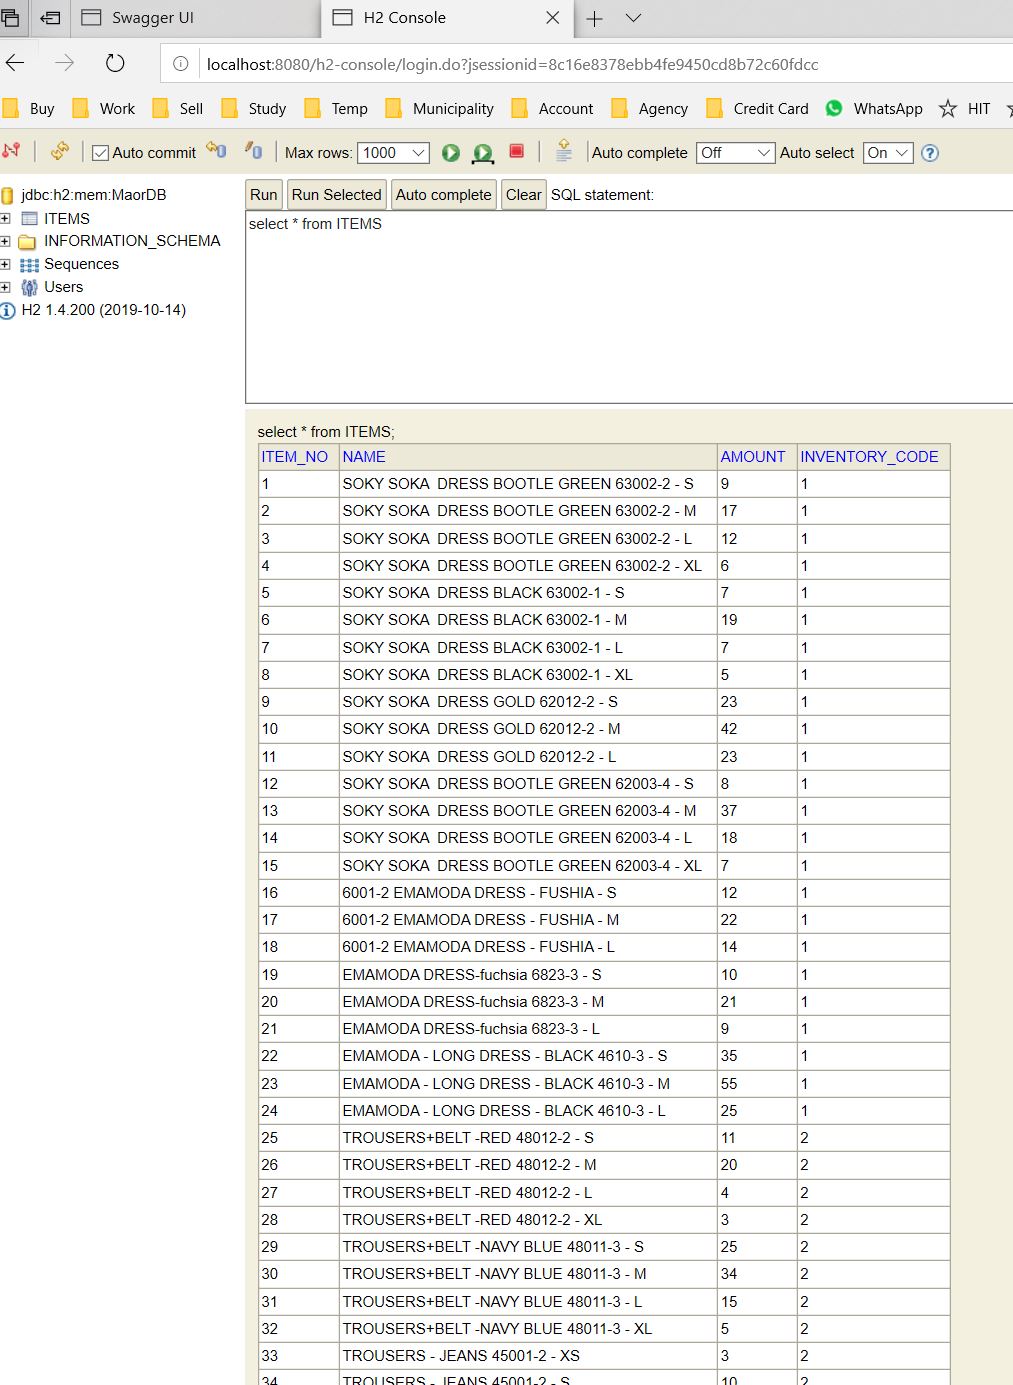 Swagger UI
H2 Console
localhost:8080/h2-console/login.do?jsessionid=8c16e8378ebb4fe9450cd8b72c60fdcc
Buy Work Sell Study Temp Municipality Account Agency Credit Card WhatsApp HIT
Auto commit Max rows: 1000 Auto complete Off Auto select On ?
jdbc:h2:mem:MaorDB
ITEMS
INFORMATION_SCHEMA
Sequences
Users
H2 1.4.200 (2019-10-14)
Run Run Selected Auto complete Clear SQL statement:
select * from ITEMS
select * from ITEMS;
ITEM_NO NAME AMOUNT INVENTORY_CODE
1 SOKY SOKA  DRESS BOOTLE GREEN 63002-2 - S 9 1
2 SOKY SOKA  DRESS BOOTLE GREEN 63002-2 - M 17 1
3 SOKY SOKA  DRESS BOOTLE GREEN 63002-2 - L 12 1
4 SOKY SOKA  DRESS BOOTLE GREEN 63002-2 - XL 6 1
5 SOKY SOKA  DRESS BLACK 63002-1 - S 7 1
6 SOKY SOKA  DRESS BLACK 63002-1 - M 19 1
7 SOKY SOKA  DRESS BLACK 63002-1 - L 7 1
8 SOKY SOKA  DRESS BLACK 63002-1 - XL 5 1
9 SOKY SOKA  DRESS GOLD 62012-2 - S 23 1
10 SOKY SOKA  DRESS GOLD 62012-2 - M 42 1
11 SOKY SOKA  DRESS GOLD 62012-2 - L 23 1
12 SOKY SOKA  DRESS BOOTLE GREEN 62003-4 - S 8 1
13 SOKY SOKA  DRESS BOOTLE GREEN 62003-4 - M 37 1
14 SOKY SOKA  DRESS BOOTLE GREEN 62003-4 - L 18 1
15 SOKY SOKA  DRESS BOOTLE GREEN 62003-4 - XL 7 1
16 6001-2 EMAMODA DRESS - FUSHIA - S 12 1
17 6001-2 EMAMODA DRESS - FUSHIA - M 22 1
18 6001-2 EMAMODA DRESS - FUSHIA - L 14 1
19 EMAMODA DRESS-fuchsia 6823-3 - S 10 1
20 EMAMODA DRESS-fuchsia 6823-3 - M 21 1
21 EMAMODA DRESS-fuchsia 6823-3 - L 9 1
22 EMAMODA - LONG DRESS - BLACK 4610-3 - S 35 1
23 EMAMODA - LONG DRESS - BLACK 4610-3 - M 55 1
24 EMAMODA - LONG DRESS - BLACK 4610-3 - L 25 1
25 TROUSERS+BELT -RED 48012-2 - S 11 2
26 TROUSERS+BELT -RED 48012-2 - M 20 2
27 TROUSERS+BELT -RED 48012-2 - L 4 2
28 TROUSERS+BELT -RED 48012-2 - XL 3 2
29 TROUSERS+BELT -NAVY BLUE 48011-3 - S 25 2
30 TROUSERS+BELT -NAVY BLUE 48011-3 - M 34 2
31 TROUSERS+BELT -NAVY BLUE 48011-3 - L 15 2
32 TROUSERS+BELT -NAVY BLUE 48011-3 - XL 5 2
33 TROUSERS - JEANS 45001-2 - XS 3 2
34 TROUSERS - JEANS 45001-2 - S 10 2